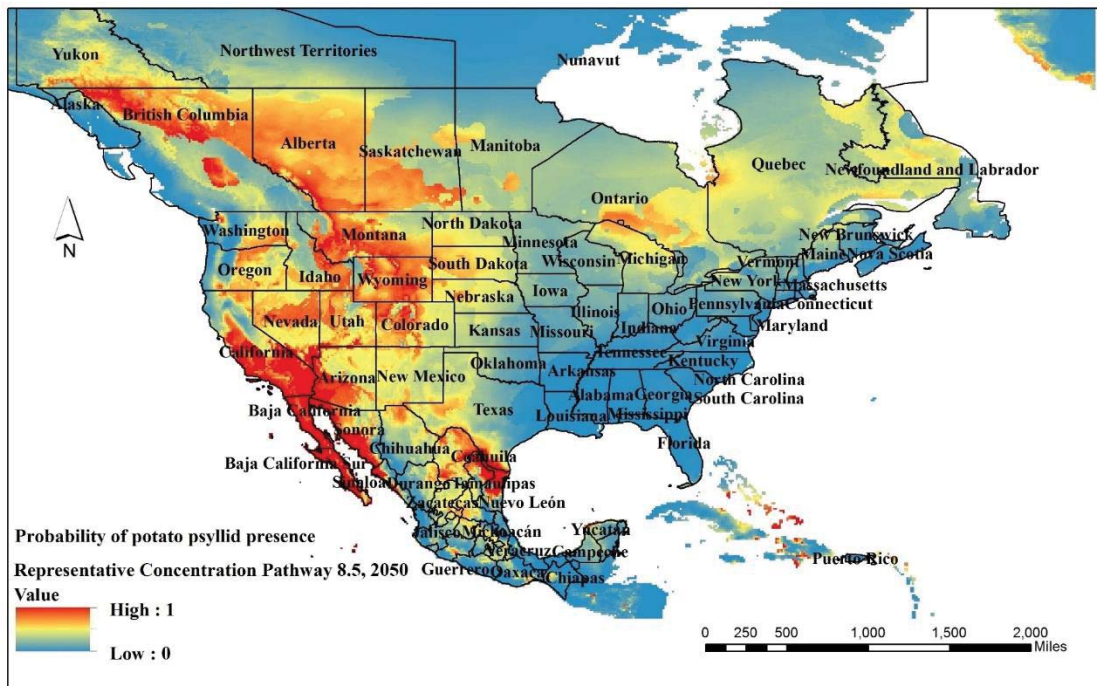 Yukon
Northwest Territories
Nunavut
Alaska
British Columbia
Alberta
Saskatchewan
Manitoba
Ontario
Quebec
Newfoundland and Labrador
N
Washington
Montana
North Dakota
Minnesota
New Brunswick
Maine
Nova Scotia
Vermont
Oregon
Idaho
Wyoming
South Dakota
Wisconsin
Michigan
New York
Massachusetts
Nebraska
Iowa
Illinois
Ohio
Pennsylvania
Connecticut
Nevada
Utah
Colorado
Kansas
Missouri
Indiana
Maryland
Virginia
California
Tennessee
Kentucky
Arizona
New Mexico
Oklahoma
Arkansas
North Carolina
Alabama
Georgia
South Carolina
Baja California
Texas
Louisiana
Mississippi
Sonora
Florida
Chihuahua
Coahuila
Baja California Sur
Sinaloa
Durango
Tamaulipas
Zacatecas
Nuevo León
Jalisco
Michoacán
Yucatán
Veracruz
Campeche
Puerto Rico
Guerrero
Oaxaca
Chiapas
Probability of potato psyllid presence
Representative Concentration Pathway 8.5, 2050
Value
High : 1
Low : 0
0 250 500 1,000 1,500 2,000
Miles